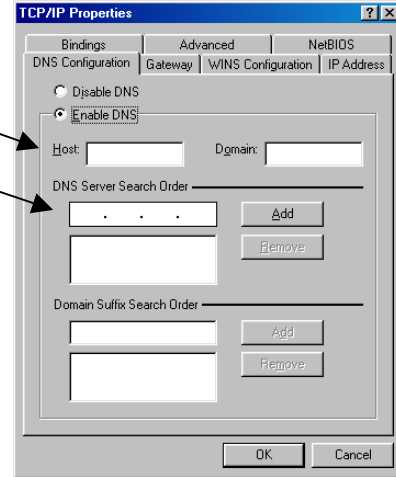 TCP/IP Properties
Bindings Advanced NetBIOS
DNS Configuration Gateway WINS Configuration IP Address
Disable DNS
Enable DNS
Host: Domain:
DNS Server Search Order
. . . Add
Remove
Domain Suffix Search Order
Add
Remove
OK Cancel